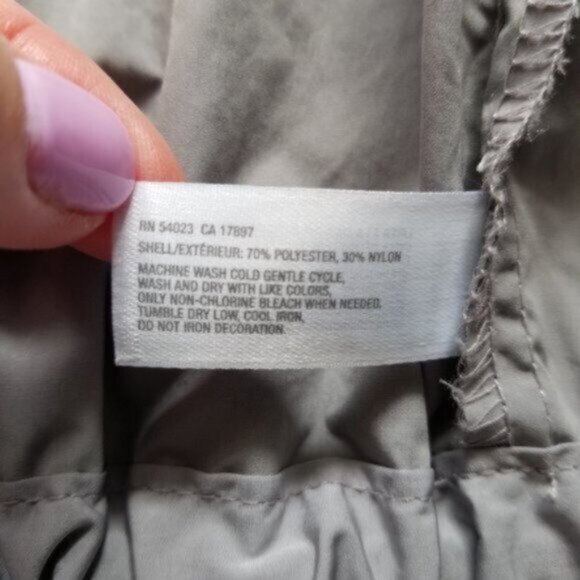 RN 54023 CA 17897
SHELL/EXTÉRIEUR: 70% POLYESTER, 30% NYLON
MACHINE WASH COLD GENTLE CYCLE,
WASH AND DRY WITH LIKE COLORS,
ONLY NON-CHLORINE BLEACH WHEN NEEDED,
TUMBLE DRY LOW, COOL IRON,
DO NOT IRON DECORATION.